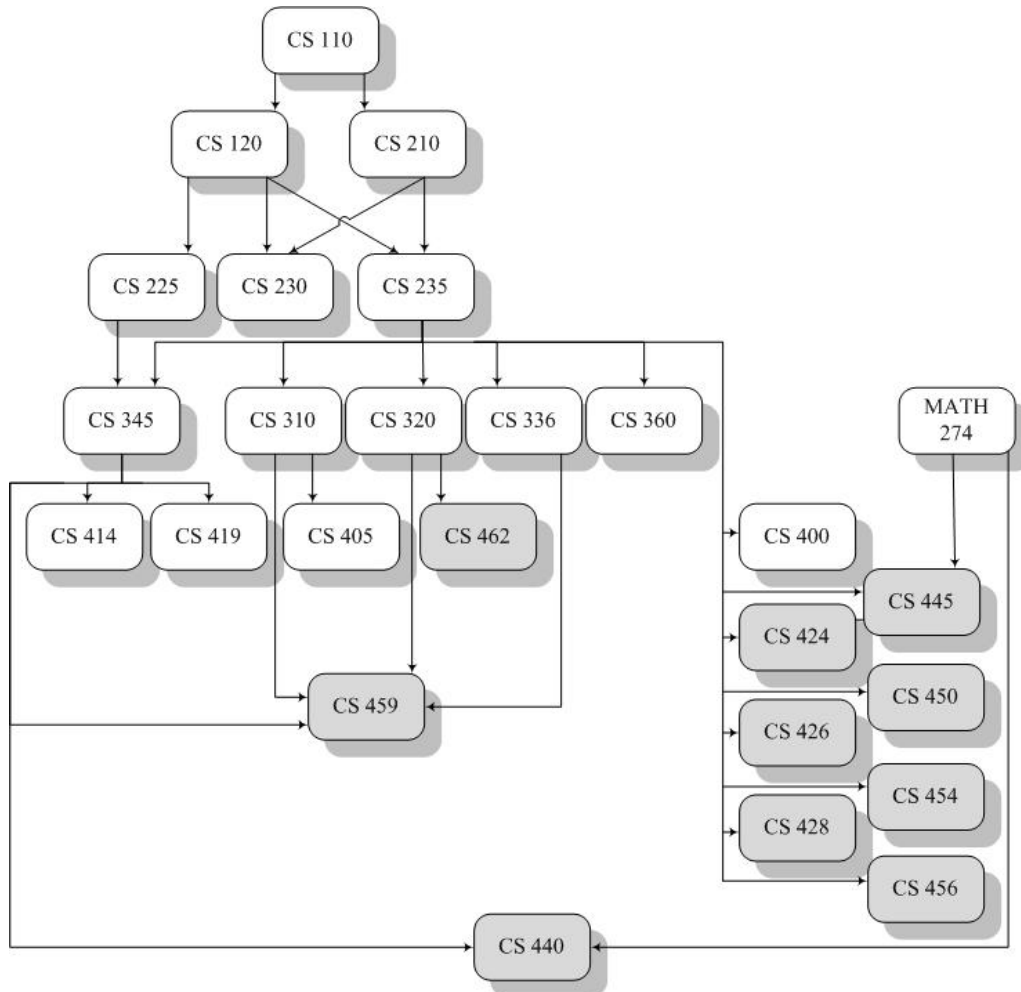 CS 110
CS 120
CS 210
CS 225
CS 230
CS 235
CS 345
CS 310
CS 320
CS 336
CS 360
MATH
274
CS 414
CS 419
CS 405
CS 462
CS 400
CS 445
CS 424
CS 459
CS 450
CS 426
CS 454
CS 428
CS 456
CS 440